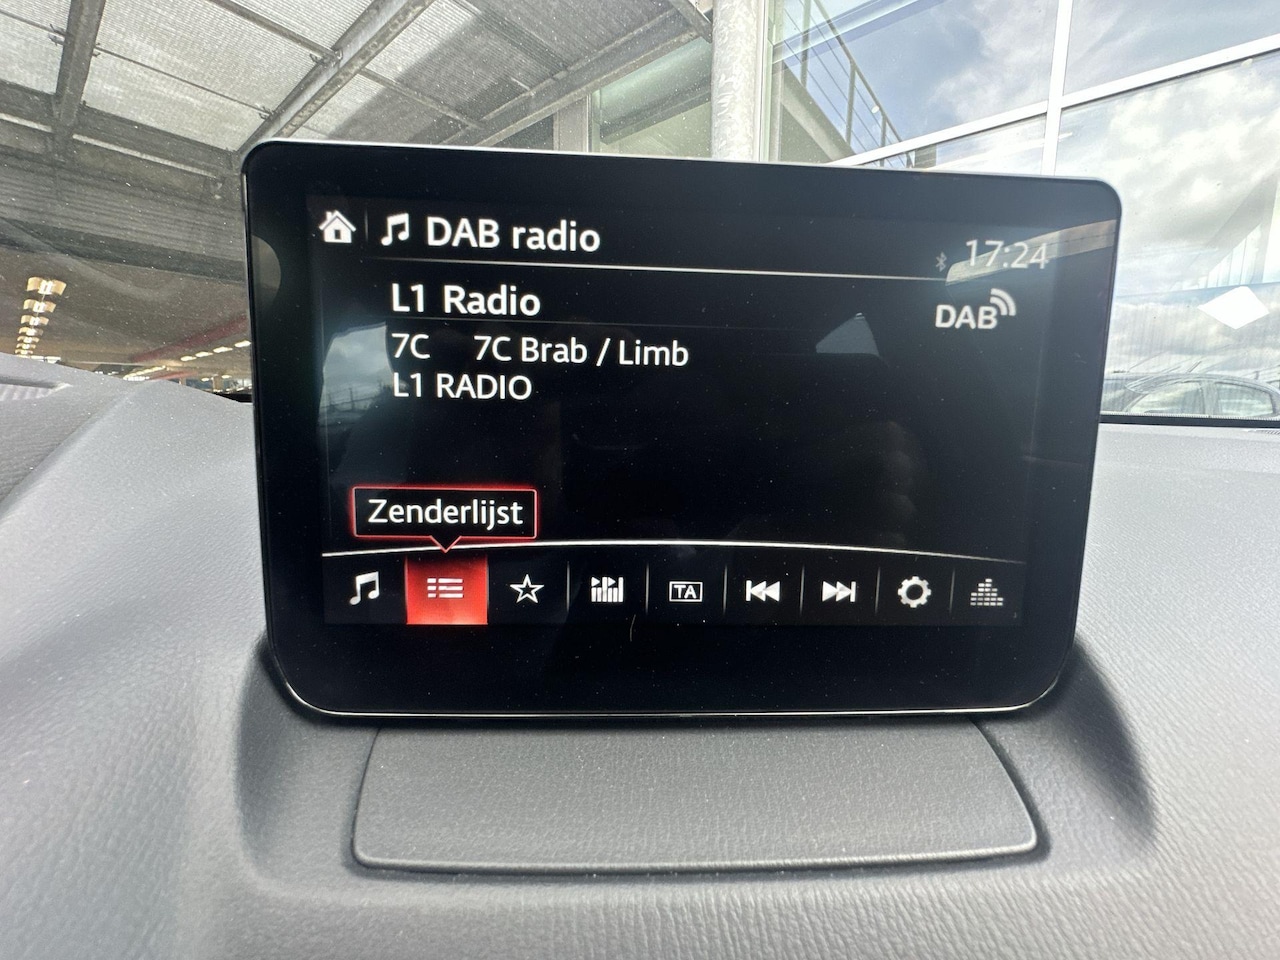 DAB radio
17:24
L1 Radio
DAB
7C 7C Brab / Limb
L1 RADIO
Zenderlijst
TA